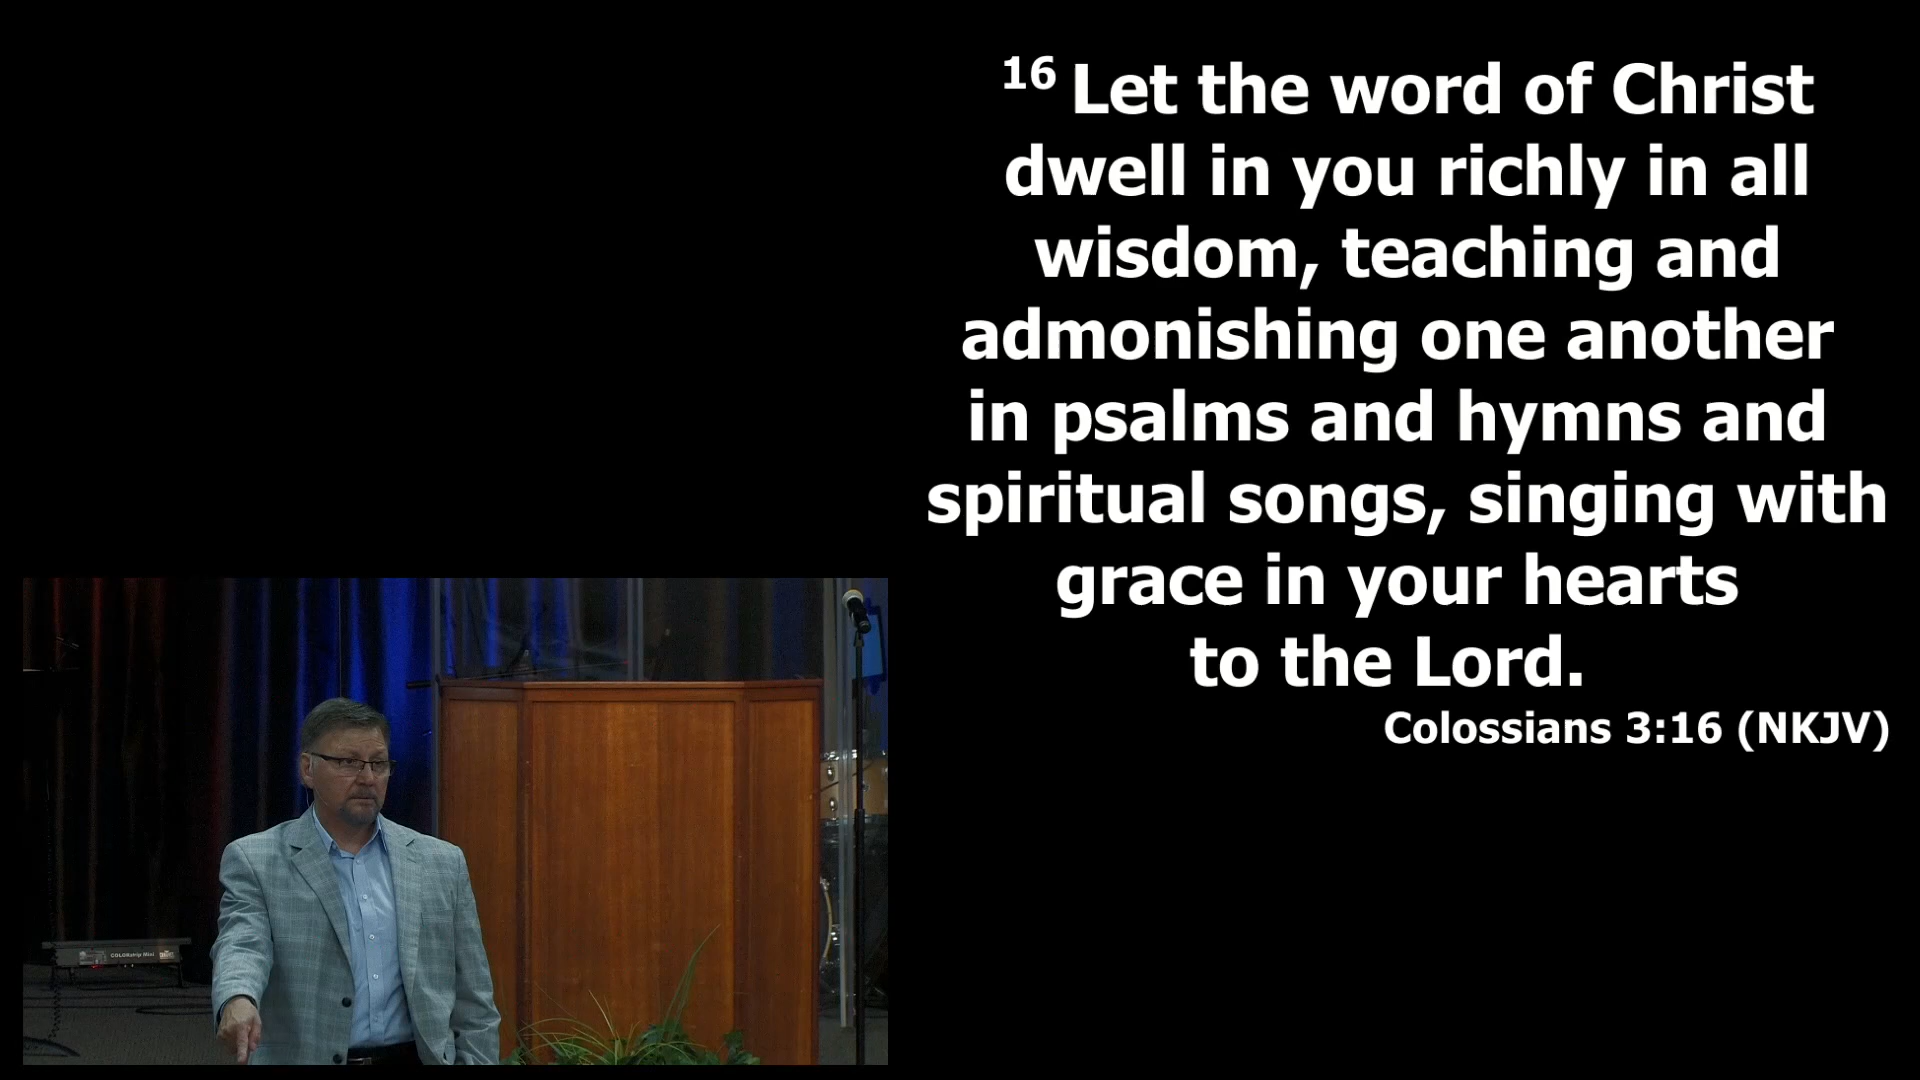 16 Let the word of Christ
dwell in you richly in all
wisdom, teaching and
admonishing one another
in psalms and hymns and
spiritual songs, singing with
grace in your hearts
to the Lord.
Colossians 3:16 (NKJV)
COLORstrip Mini